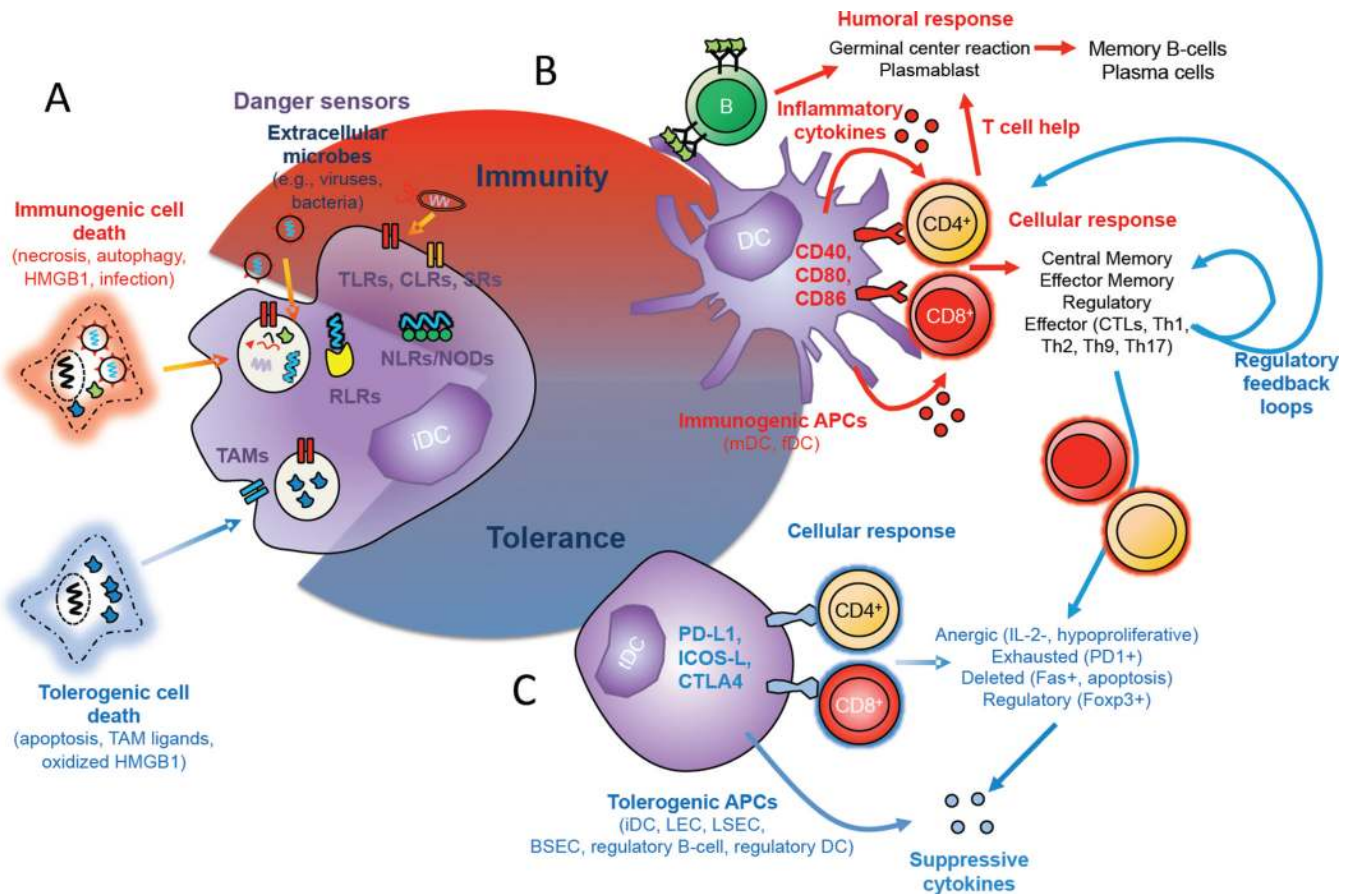 A
Danger sensors
Extracellular
microbes
(e.g., viruses,
bacteria)
Immunogenic cell
death
(necrosis, autophagy,
HMGB1, infection)
Immunity
TLRs, CLRs, SRs
NLRs/NODs
RLRs
iDC
TAMs
Tolerance
Tolerogenic cell
death
(apoptosis, TAM ligands,
oxidized HMGB1)
B
Humoral response
Germinal center reaction
Plasmablast
Memory B-cells
Plasma cells
B
Inflammatory
cytokines
T cell help
DC
CD40,
CD80,
CD86
CD4+
CD8+
Cellular response
Central Memory
Effector Memory
Regulatory
Effector (CTLs, Th1,
Th2, Th9, Th17)
Regulatory
feedback
loops
Immunogenic APCs
(mDC, fDC)
C
Cellular response
tDC
PD-L1,
ICOS-L,
CTLA4
CD4+
CD8+
Anergic (IL-2-, hypoproliferative)
Exhausted (PD1+)
Deleted (Fas+, apoptosis)
Regulatory (Foxp3+)
Tolerogenic APCs
(iDC, LEC, LSEC,
BSEC, regulatory B-cell, regulatory DC)
Suppressive
cytokines